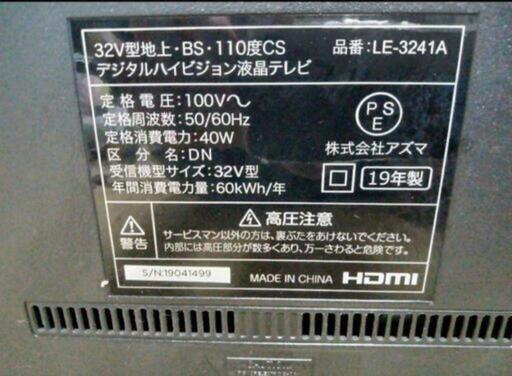 32V型地上・BS・110度CS 品番：LE-3241A
デジタルハイビジョン液晶テレビ
定格電圧：100V～
定格周波数：50/60Hz
定格消費電力：40W
区分名：DN
受信機型サイズ：32V型
年間消費電力量：60kWh/年
PSE
株式会社アズマ
19年製
警告
高圧注意
サービスマン以外の方は、裏ぶたをあけないでください。
内部には高圧部分が数多くあり、万一さわると危険です。
S/N:19041499
MADE IN CHINA HDMI